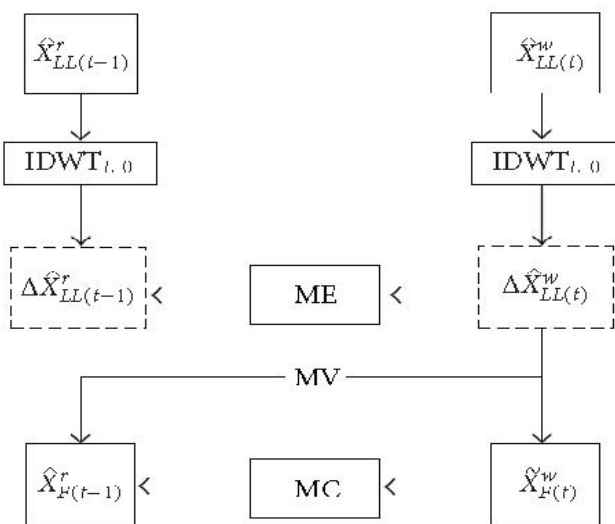 X̂^r_{LL(t−1)} X̂^w_{LL(t)}
IDWT_{l, 0} IDWT_{l, 0}
ΔX̂^r_{LL(t−1)} < ME < ΔX̂^w_{LL(t)}
MV
X̂^r_{F(t−1)} < MC < X̃^w_{F(t)}